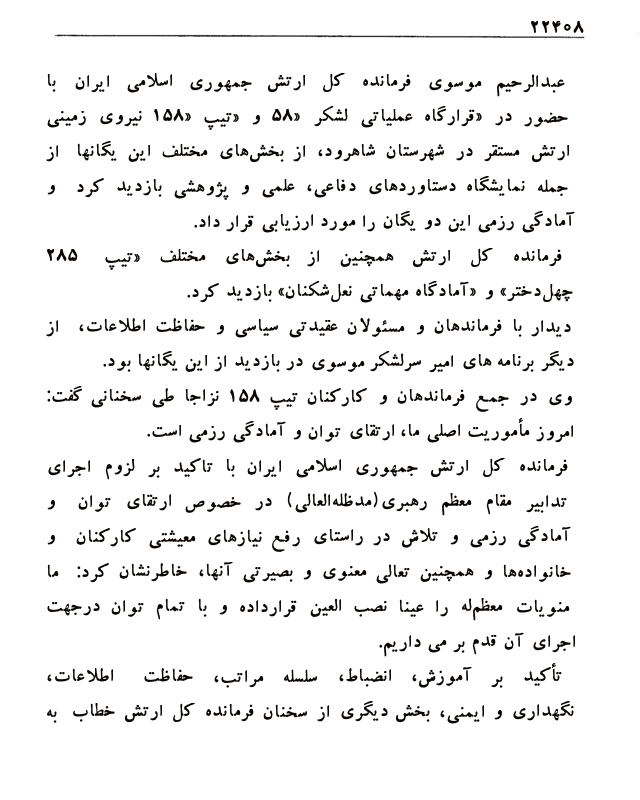 ۲۲۴۰۸
عبدالرحیم موسوی فرمانده کل ارتش جمهوری اسلامی ایران با
حضور در «قرارگاه عملیاتی لشکر «۵۸ و «تیپ «۱۵۸ نیروی زمینی
ارتش مستقر در شهرستان شاهرود، از بخش‌های مختلف این یگانها از
جمله نمایشگاه دستاوردهای دفاعی، علمی و پژوهشی بازدید کرد و
آمادگی رزمی این دو یگان را مورد ارزیابی قرار داد.
فرمانده کل ارتش همچنین از بخش‌های مختلف «تیپ ۲۸۵
چهل‌دختر» و «آمادگاه مهماتی نعل‌شکنان» بازدید کرد.
دیدار با فرماندهان و مسئولان عقیدتی سیاسی و حفاظت اطلاعات، از
دیگر برنامه های امیر سرلشکر موسوی در بازدید از این یگانها بود.
وی در جمع فرماندهان و کارکنان تیپ ۱۵۸ نزاجا طی سخنانی گفت:
امروز مأموریت اصلی ما، ارتقای توان و آمادگی رزمی است.
فرمانده کل ارتش جمهوری اسلامی ایران با تاکید بر لزوم اجرای
تدابیر مقام معظم رهبری(مدظله‌العالی) در خصوص ارتقای توان و
آمادگی رزمی و تلاش در راستای رفع نیازهای معیشتی کارکنان و
خانواده‌ها و همچنین تعالی معنوی و بصیرتی آنها، خاطرنشان کرد: ما
منویات معظم‌له را عینا نصب العین قرارداده و با تمام توان درجهت
اجرای آن قدم بر می داریم.
تأکید بر آموزش، انضباط، سلسله مراتب، حفاظت اطلاعات،
نگهداری و ایمنی، بخش دیگری از سخنان فرمانده کل ارتش خطاب به